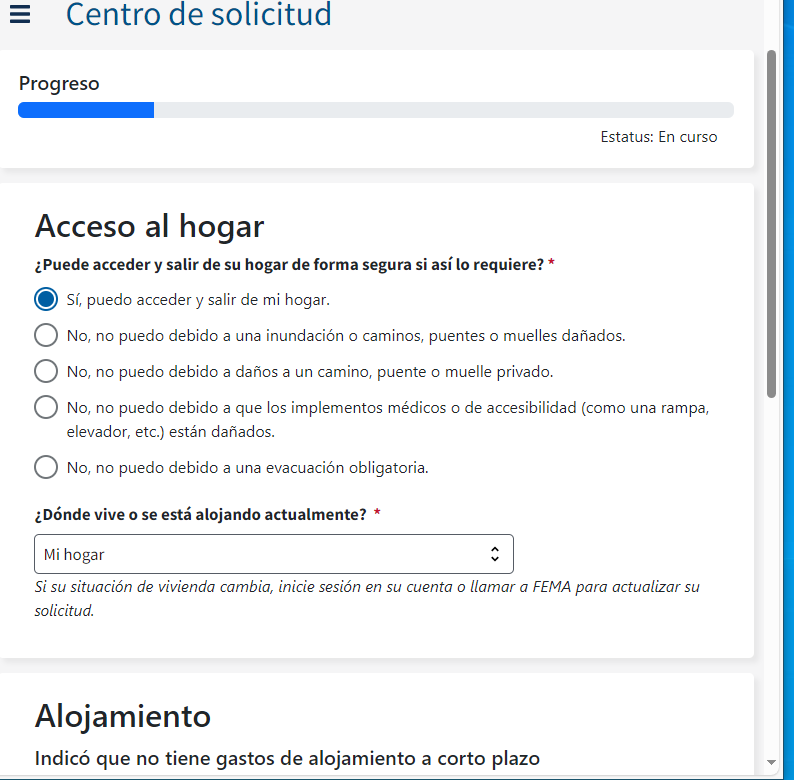 Centro de solicitud
Progreso
Estatus: En curso
Acceso al hogar
¿Puede acceder y salir de su hogar de forma segura si así lo requiere? *
Sí, puedo acceder y salir de mi hogar.
No, no puedo debido a una inundación o caminos, puentes o muelles dañados.
No, no puedo debido a daños a un camino, puente o muelle privado.
No, no puedo debido a que los implementos médicos o de accesibilidad (como una rampa,
elevador, etc.) están dañados.
No, no puedo debido a una evacuación obligatoria.
¿Dónde vive o se está alojando actualmente? *
Mi hogar
Si su situación de vivienda cambia, inicie sesión en su cuenta o llamar a FEMA para actualizar su
solicitud.
Alojamiento
Indicó que no tiene gastos de alojamiento a corto plazo